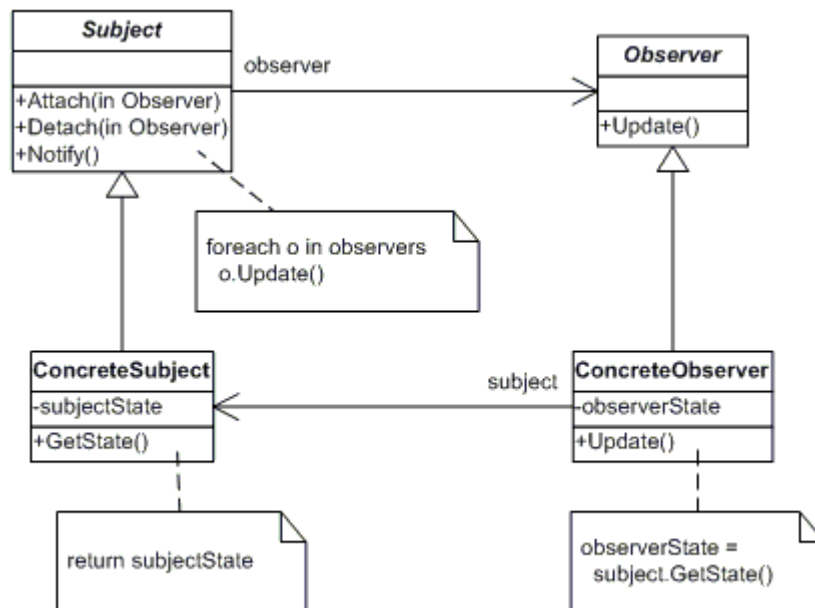 Subject
+Attach(in Observer)
+Detach(in Observer)
+Notify()
observer
Observer
+Update()
foreach o in observers
o.Update()
ConcreteSubject
-subjectState
+GetState()
subject
ConcreteObserver
-observerState
+Update()
return subjectState
observerState =
subject.GetState()